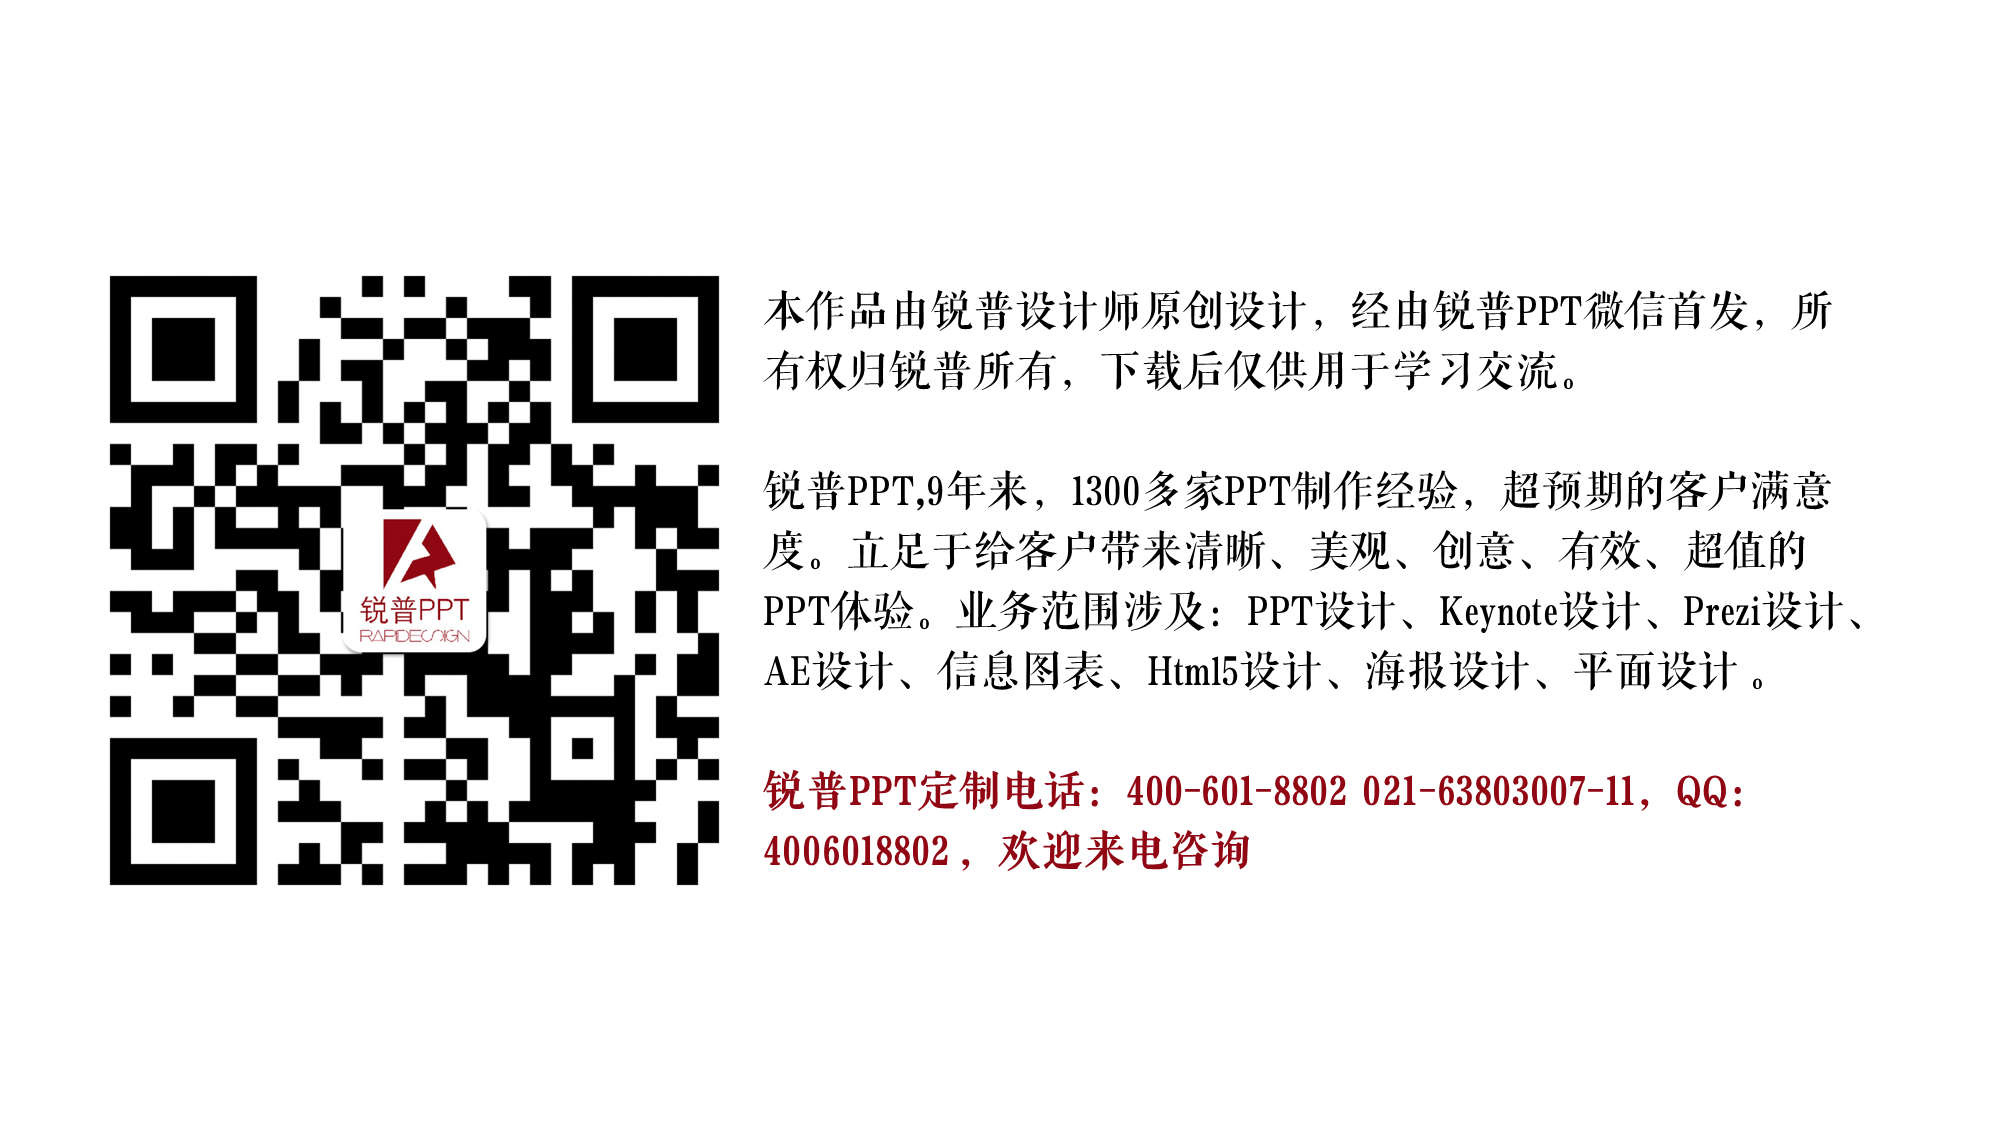 锐普PPT
RAPIDESIGN
本作品由锐普设计师原创设计，经由锐普PPT微信首发，所
有权归锐普所有，下载后仅供用于学习交流。
锐普PPT,9年来，1300多家PPT制作经验，超预期的客户满意
度。立足于给客户带来清晰、美观、创意、有效、超值的
PPT体验。业务范围涉及：PPT设计、Keynote设计、Prezi设计、
AE设计、信息图表、Html5设计、海报设计、平面设计 。
锐普PPT定制电话：400-601-8802 021-63803007-11，QQ：
4006018802 ，欢迎来电咨询